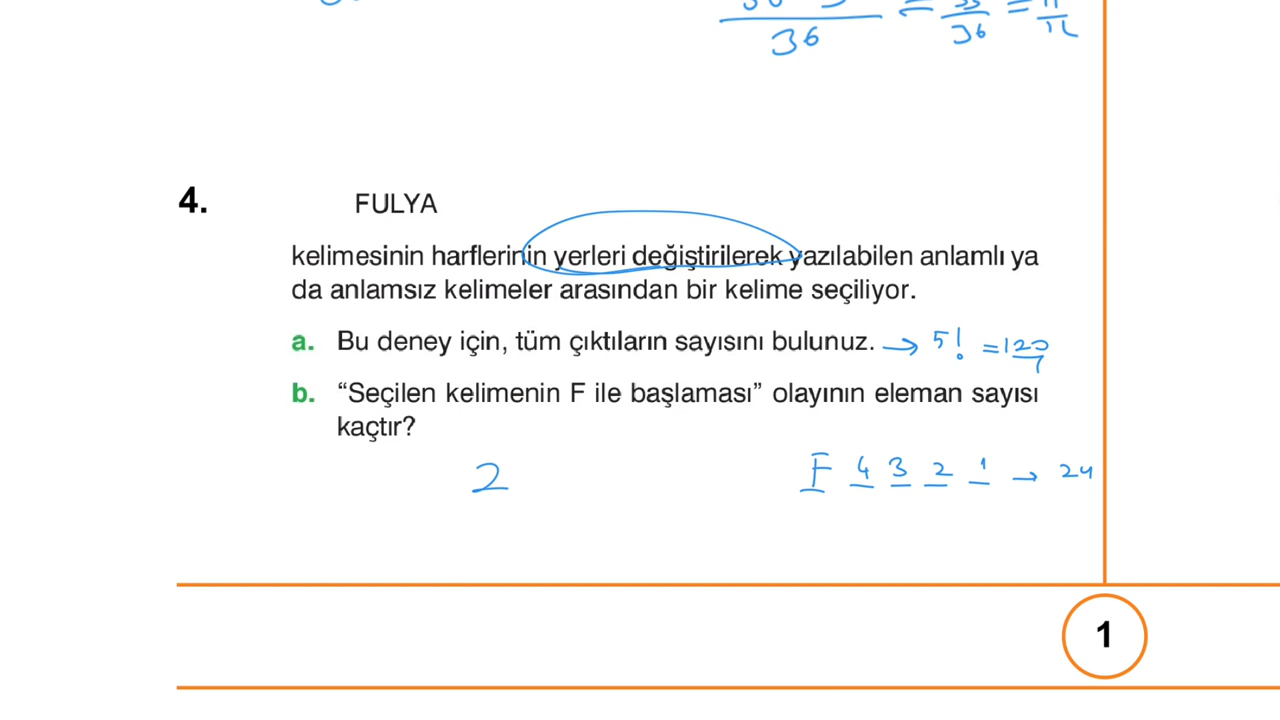 36 = 36 = 12
4. FULYA
kelimesinin harflerinin yerleri değiştirilerek yazılabilen anlamlı ya
da anlamsız kelimeler arasından bir kelime seçiliyor.
a. Bu deney için, tüm çıktıların sayısını bulunuz. → 5! = 120
b. “Seçilen kelimenin F ile başlaması” olayının eleman sayısı
kaçtır?
2 F 4 3 2 1 → 24
1